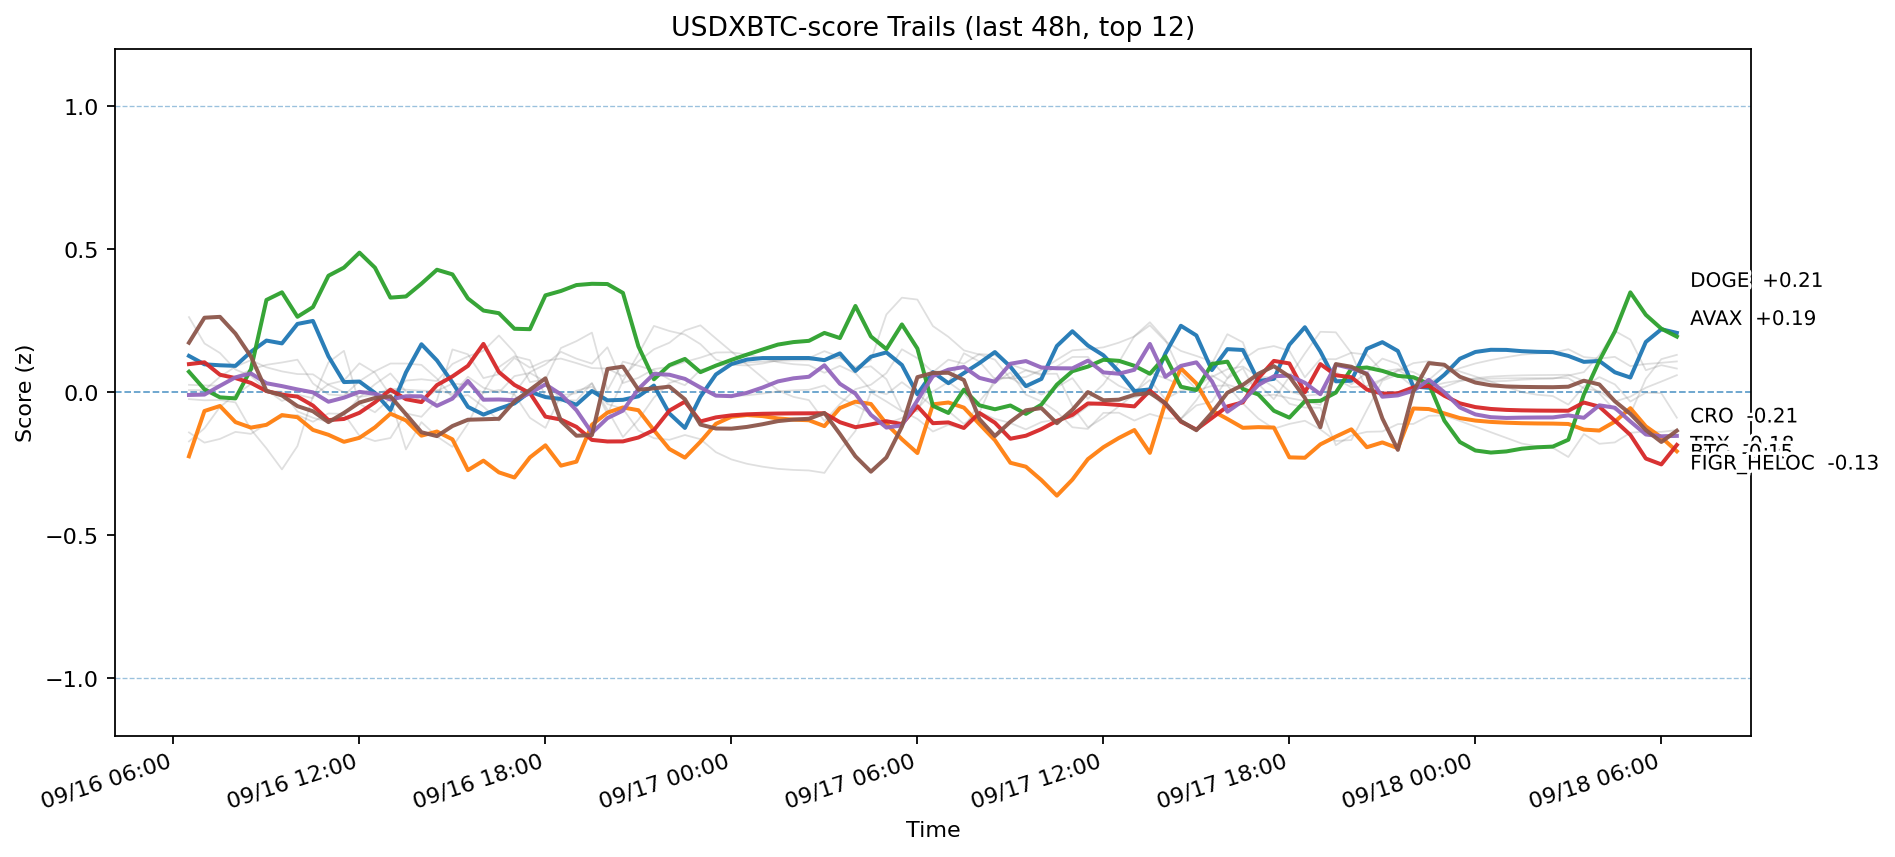 USDXBTC-score Trails (last 48h, top 12)
Score (z)
1.0
0.5
0.0
−0.5
−1.0
DOGE +0.21
AVAX +0.19
CRO -0.21
FIGR_HELOC -0.13
09/16 06:00
09/16 12:00
09/16 18:00
09/17 00:00
09/17 06:00
09/17 12:00
09/17 18:00
09/18 00:00
09/18 06:00
Time